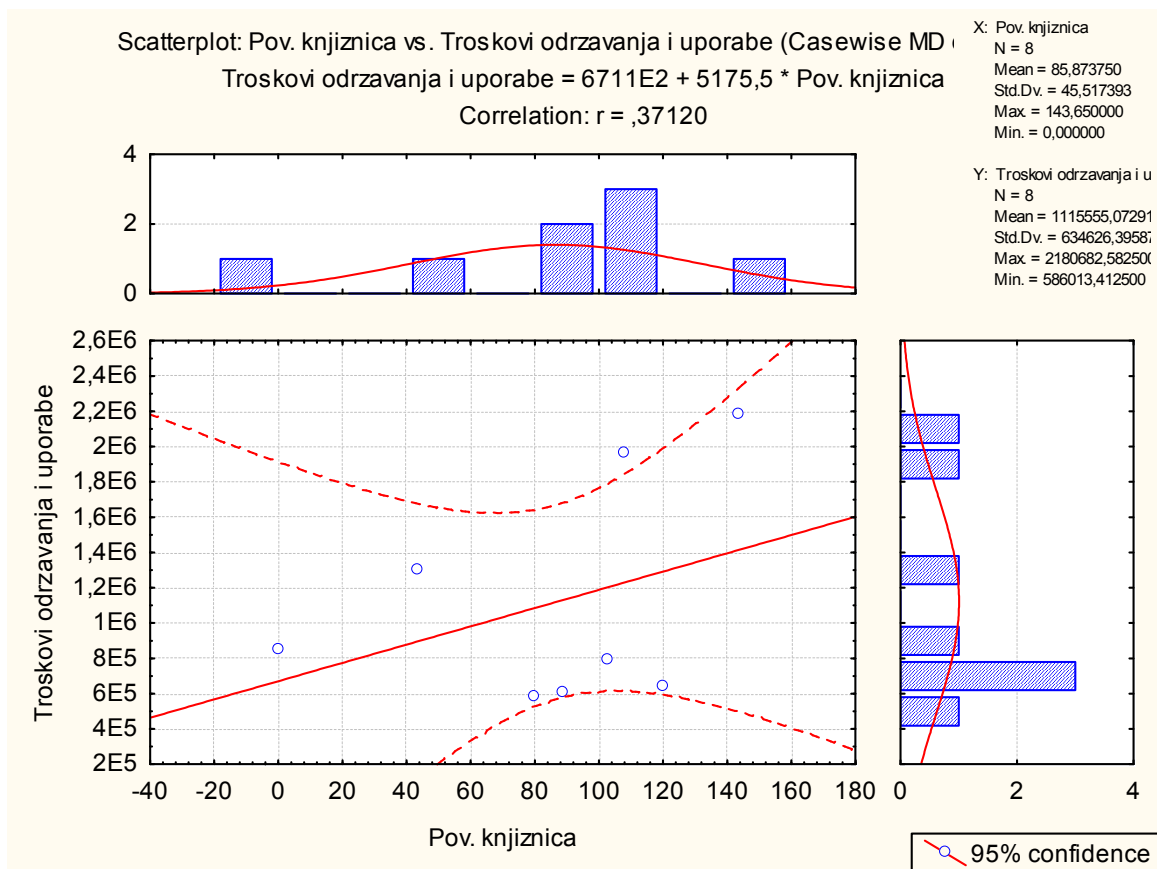 Scatterplot: Pov. knjiznica vs. Troskovi odrzavanja i uporabe (Casewise MD
Troskovi odrzavanja i uporabe = 6711E2 + 5175,5 * Pov. knjiznica
Correlation: r = ,37120
X: Pov. knjiznica
N = 8
Mean = 85,873750
Std.Dv. = 45,517393
Max. = 143,650000
Min. = 0,000000
Y: Troskovi odrzavanja i u
N = 8
Mean = 1115555,07291
Std.Dv. = 634626,39587
Max. = 2180682,58250
Min. = 586013,412500
4
2
0
2,6E6
2,4E6
2,2E6
2E6
1,8E6
1,6E6
1,4E6
1,2E6
1E6
8E5
6E5
4E5
2E5
Troskovi odrzavanja i uporabe
-40 -20 0 20 40 60 80 100 120 140 160 180
Pov. knjiznica
0 2 4
95% confidence